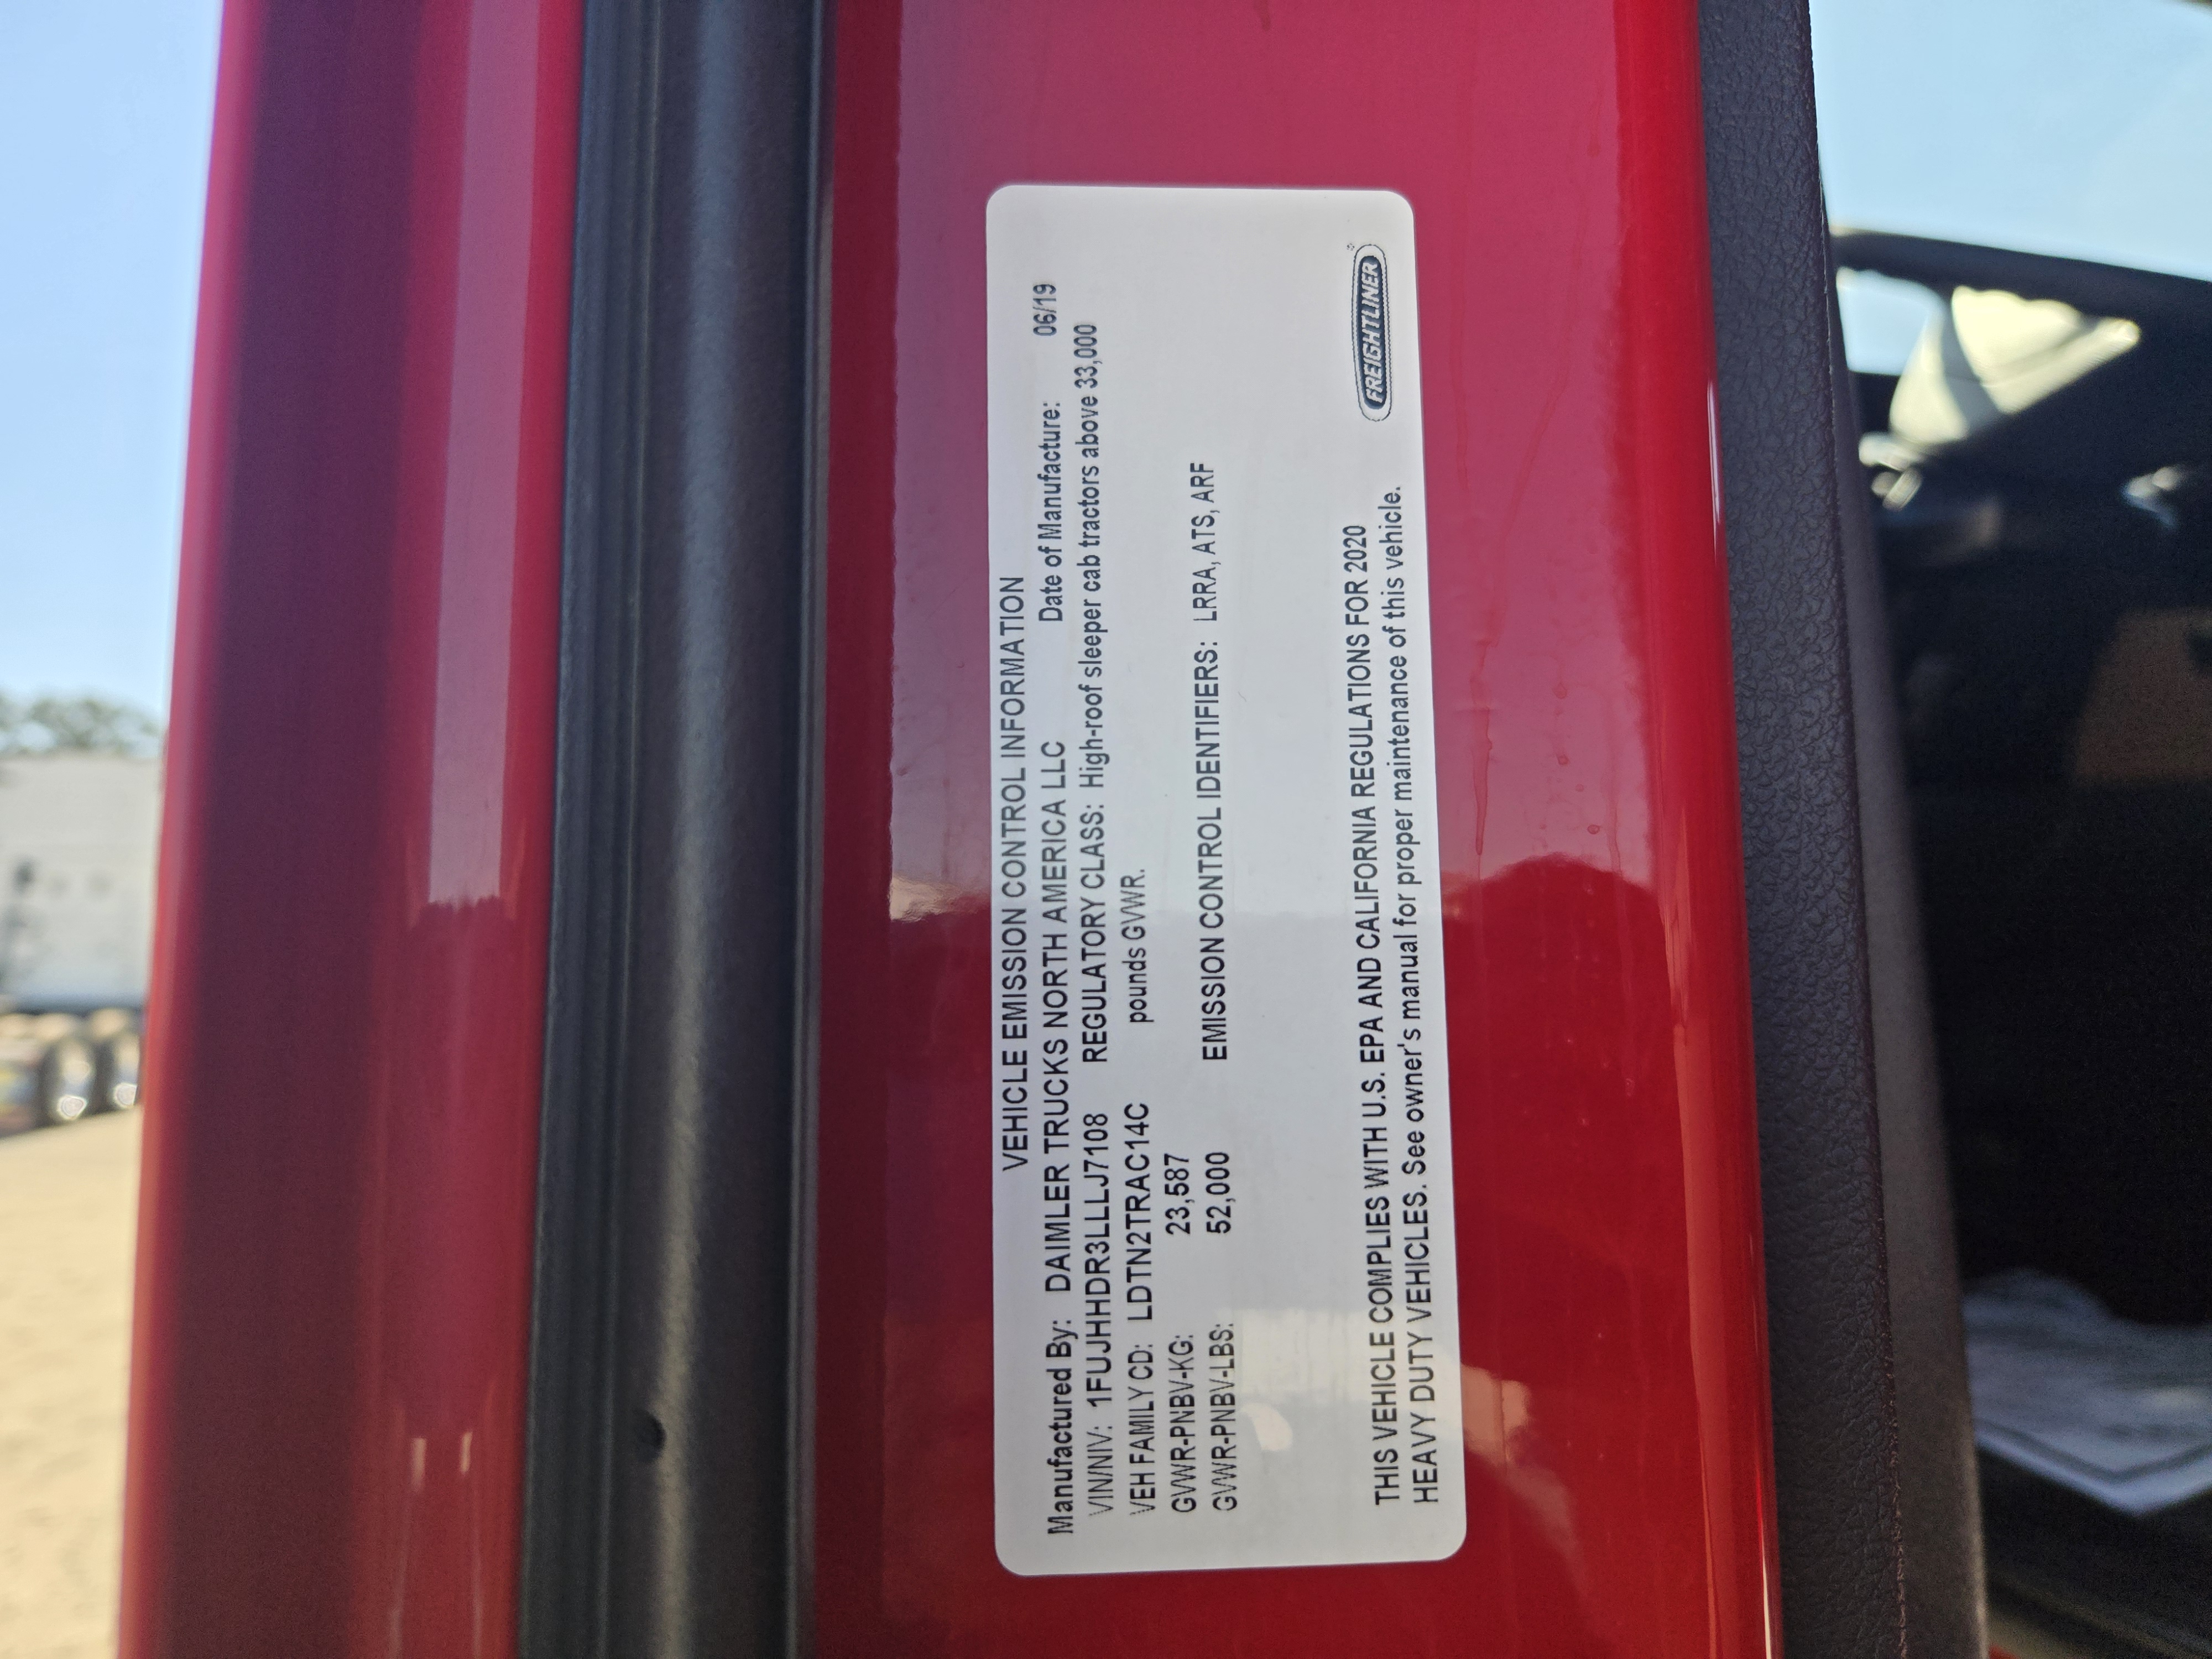 VEHICLE EMISSION CONTROL INFORMATION
Manufactured By: DAIMLER TRUCKS NORTH AMERICA LLC Date of Manufacture: 06/19
VIN/NIV: 1FUJHHDR3LLLJ7108 REGULATORY CLASS: High-roof sleeper cab tractors above 33,000
VEH FAMILY CD: LDTN2TRAC14C pounds GVWR.
GVWR-PNBV-KG: 23,587
GVWR-PNBV-LBS: 52,000 EMISSION CONTROL IDENTIFIERS: LRRA, ATS, ARF
THIS VEHICLE COMPLIES WITH U.S. EPA AND CALIFORNIA REGULATIONS FOR 2020
HEAVY DUTY VEHICLES. See owner's manual for proper maintenance of this vehicle.
FREIGHTLINER®